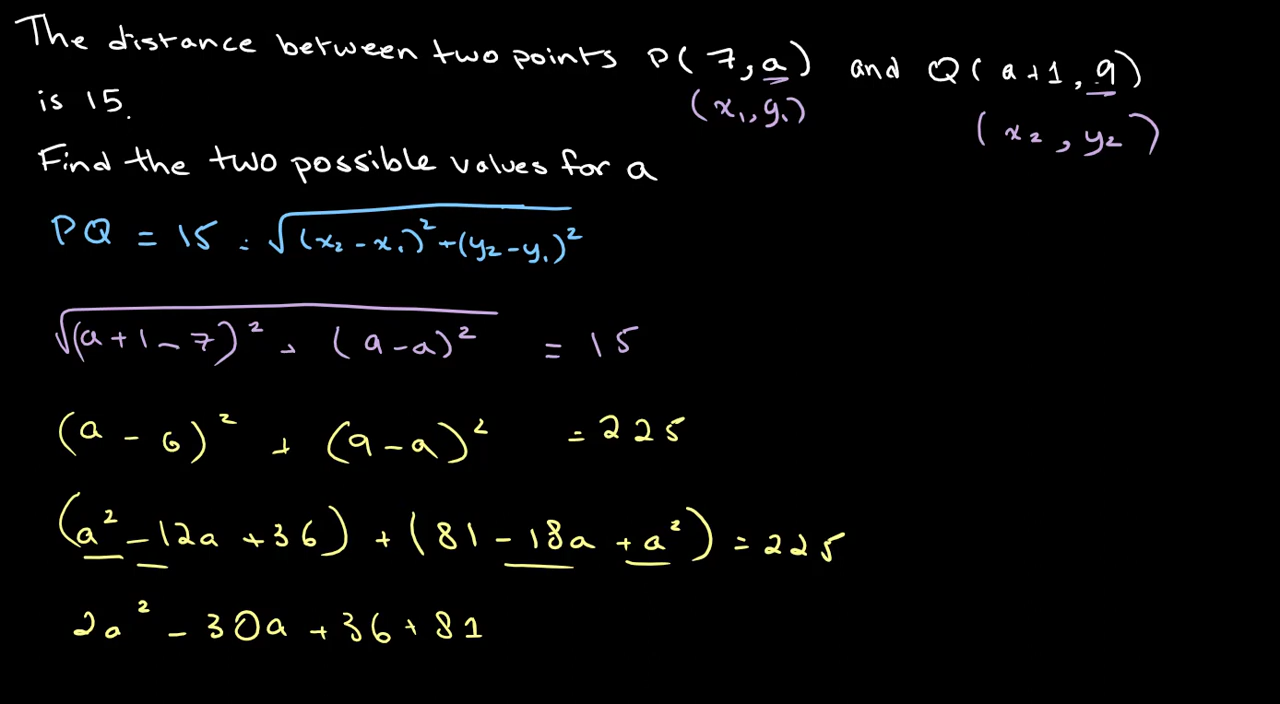 The distance between two points P(7, a) and Q(a+1, 9)
is 15. (x₁, y₁) (x₂, y₂)
Find the two possible values for a
PQ = 15 = √(x₂ - x₁)² + (y₂ - y₁)²
√(a + 1 - 7)² + (9 - a)² = 15
(a - 6)² + (9 - a)² = 225
(a² - 12a + 36) + (81 - 18a + a²) = 225
2a² - 30a + 36 + 81